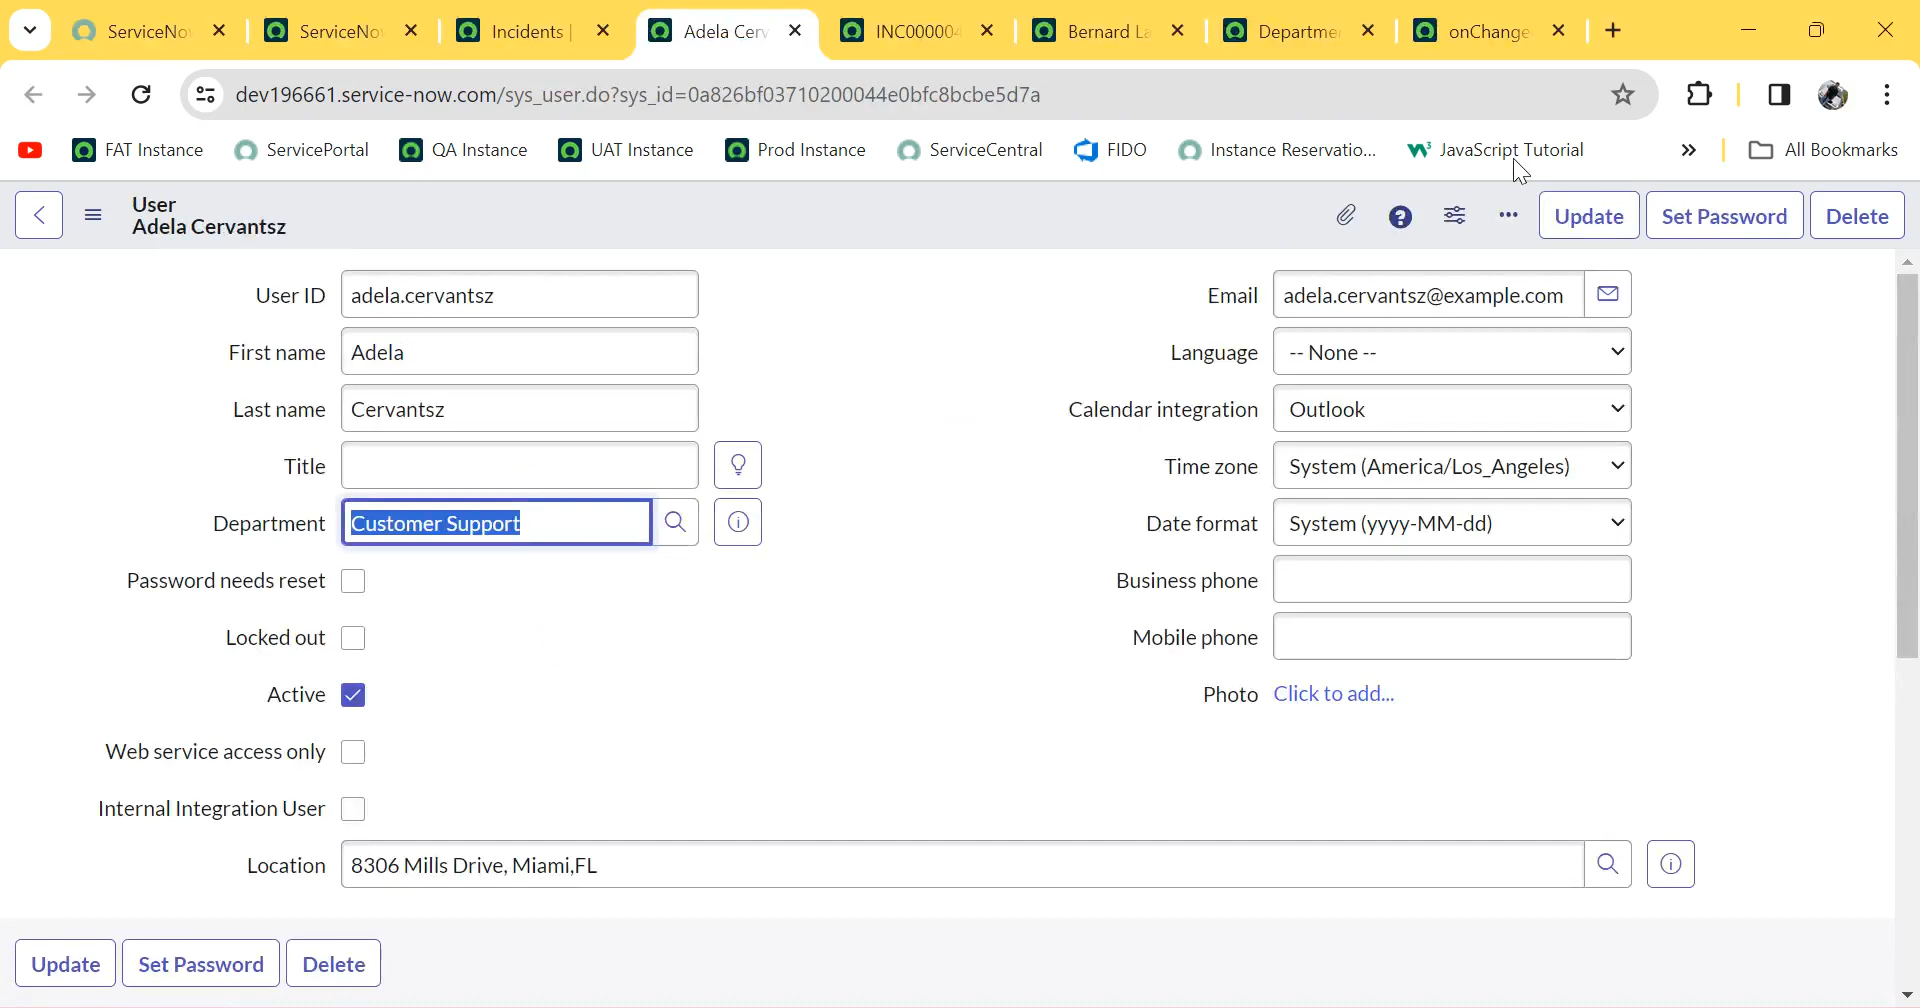 ServiceNo
ServiceNo
Incidents |
Adela Cerv
INC000004
Bernard La
Departme
onChange
dev196661.service-now.com/sys_user.do?sys_id=0a826bf03710200044e0bfc8bcbe5d7a
FAT Instance
ServicePortal
QA Instance
UAT Instance
Prod Instance
ServiceCentral
FIDO
Instance Reservatio...
JavaScript Tutorial
All Bookmarks
User
Adela Cervantsz
Update
Set Password
Delete
User ID adela.cervantsz
First name Adela
Last name Cervantsz
Title
Department Customer Support
Password needs reset
Locked out
Active
Web service access only
Internal Integration User
Email adela.cervantsz@example.com
Language -- None --
Calendar integration Outlook
Time zone System (America/Los_Angeles)
Date format System (yyyy-MM-dd)
Business phone
Mobile phone
Photo Click to add...
Location 8306 Mills Drive, Miami,FL
Update
Set Password
Delete